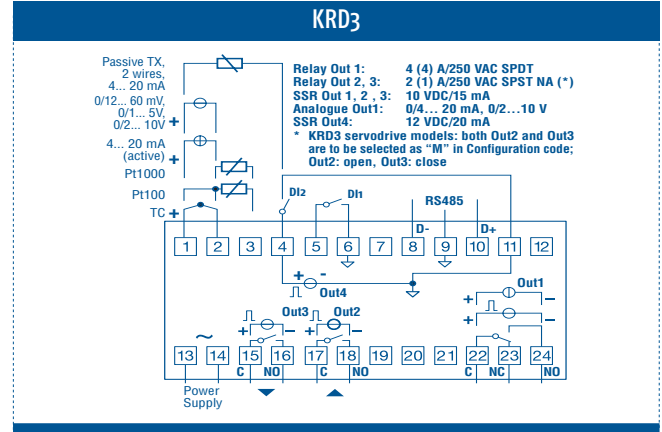 KRD3
Passive TX,
2 wires,
4... 20 mA
0/12... 60 mV,
0/1... 5V,
0/2... 10V +
4... 20 mA
(active) +
Pt1000
Pt100
TC +
Relay Out 1: 4 (4) A/250 VAC SPDT
Relay Out 2, 3: 2 (1) A/250 VAC SPST NA (*)
SSR Out 1, 2 , 3: 10 VDC/15 mA
Analogue Out1: 0/4... 20 mA, 0/2...10 V
SSR Out4: 12 VDC/20 mA
* KRD3 servodrive models: both Out2 and Out3
are to be selected as “M” in Configuration code;
Out2: open, Out3: close
DI2 DI1 RS485
D- D+
1 2 3 4 5 6 7 8 9 10 11 12
+ -
Out4
Out1
+ −
+ −
Out3 Out2
+ − + −
~
13 14 15 16 17 18 19 20 21 22 23 24
C NO C NO C NC NO
Power
Supply